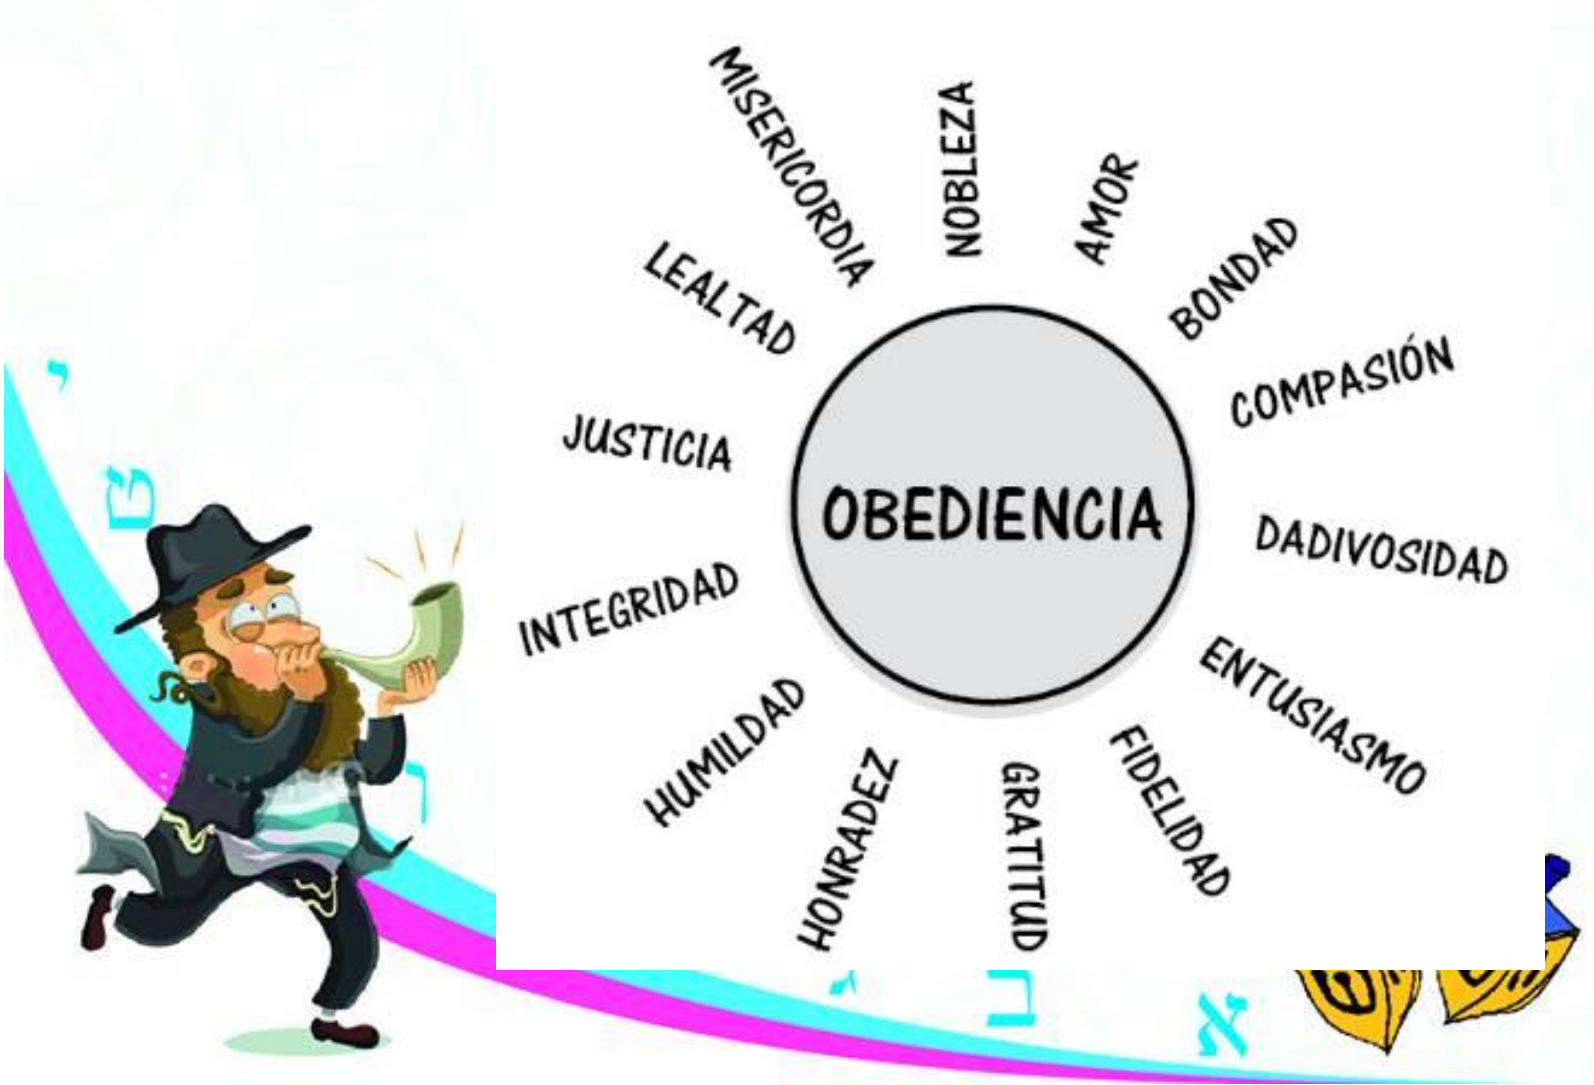 MISERICORDIA
NOBLEZA
AMOR
BONDAD
COMPASIÓN
DADIVOSIDAD
ENTUSIASMO
FIDELIDAD
GRATITUD
HONRADEZ
HUMILDAD
INTEGRIDAD
JUSTICIA
LEALTAD
OBEDIENCIA
א